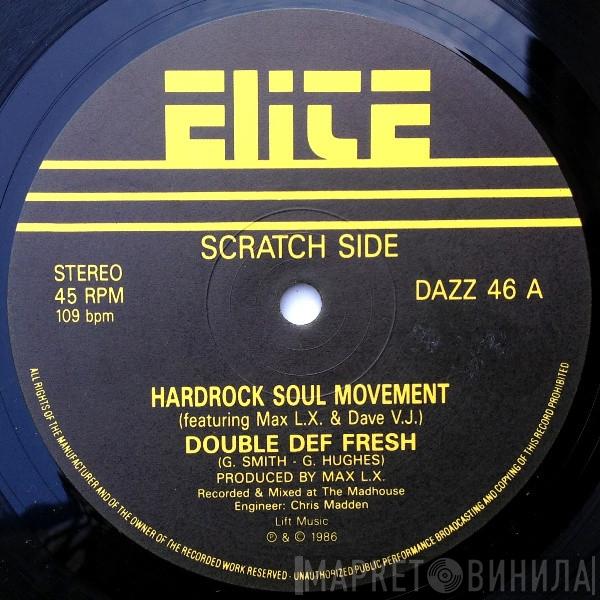 ELITE
SCRATCH SIDE
STEREO
45 RPM
109 bpm
DAZZ 46 A
HARDROCK SOUL MOVEMENT
(featuring Max L.X. & Dave V.J.)
DOUBLE DEF FRESH
(G. SMITH - G. HUGHES)
PRODUCED BY MAX L.X.
Recorded & Mixed at The Madhouse
Engineer: Chris Madden
Lift Music
℗ & © 1986
ALL RIGHTS OF THE MANUFACTURER AND OF THE OWNER OF THE RECORDED WORK RESERVED - UNAUTHORIZED PUBLIC PERFORMANCE BROADCASTING AND COPYING OF THIS RECORD PROHIBITED
МАРКЕТ ВИНИЛА